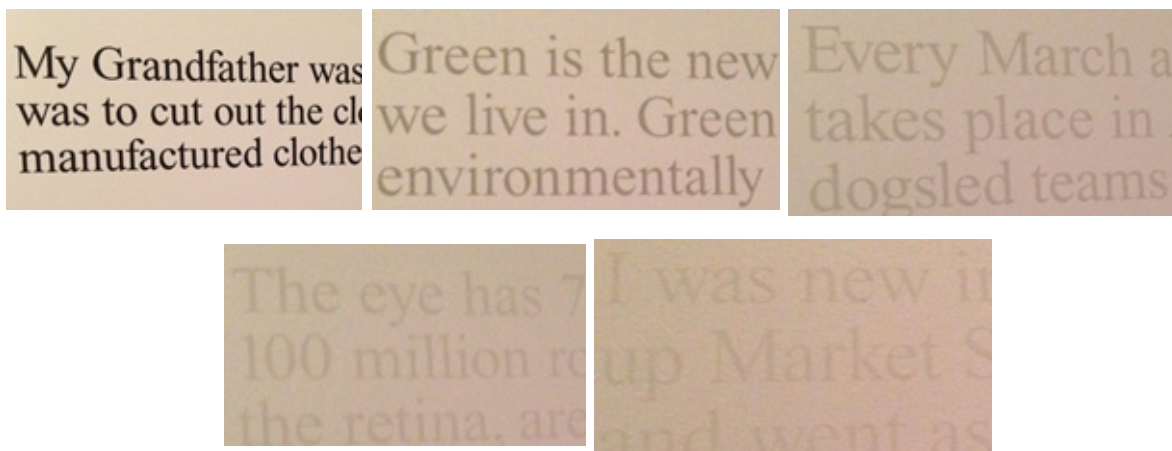 My Grandfather was
was to cut out the cl
manufactured clothe
Green is the new
we live in. Green
environmentally
Every March a
takes place in
dogsled teams
The eye has 7
100 million ro
the retina, are
I was new in
up Market S
and went as